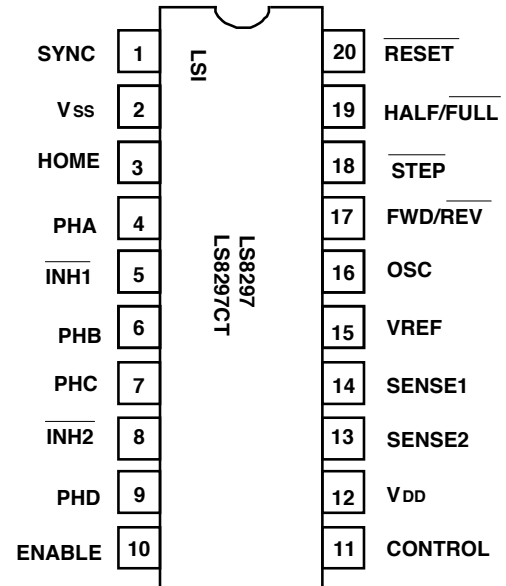 SYNC 1 20 RESET
VSS 2 19 HALF/FULL
HOME 3 18 STEP
PHA 4 17 FWD/REV
INH1 5 16 OSC
PHB 6 15 VREF
PHC 7 14 SENSE1
INH2 8 13 SENSE2
PHD 9 12 VDD
ENABLE 10 11 CONTROL
LSI
LS8297
LS8297CT